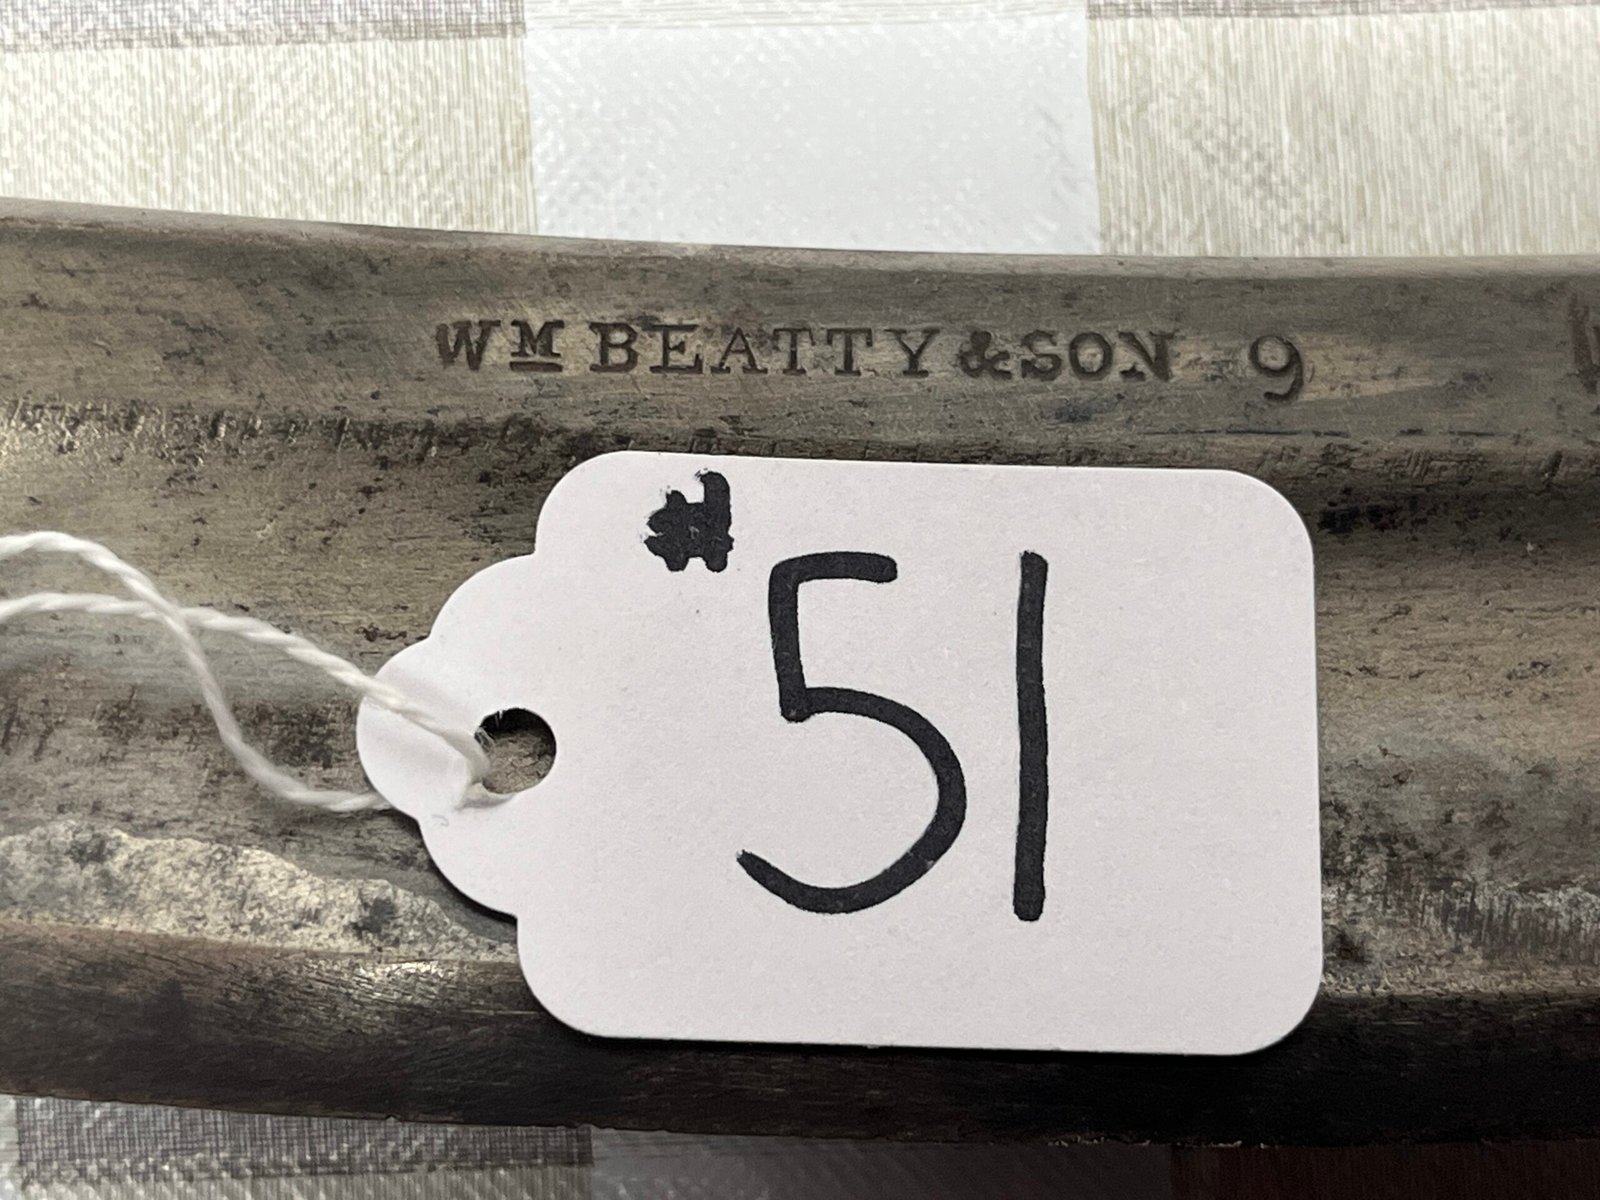 WM BEATTY & SON 9
#51